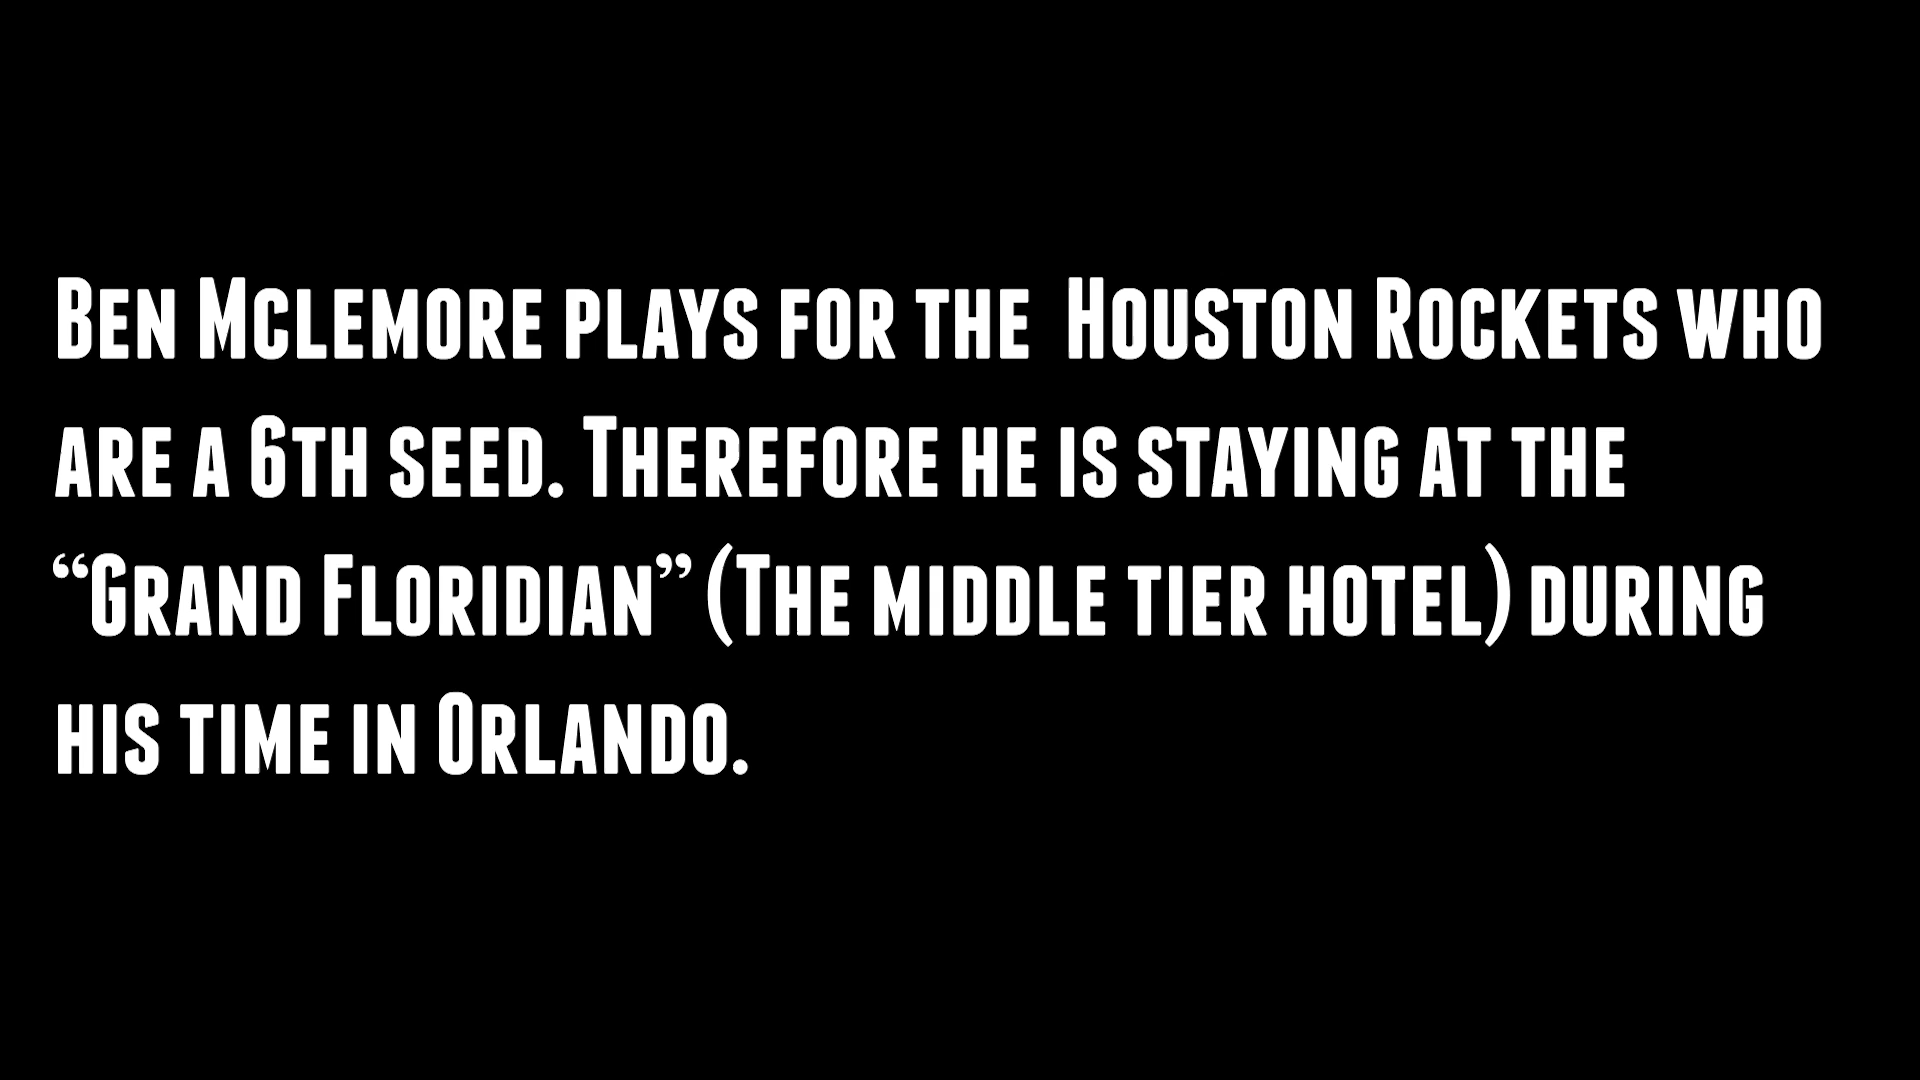 Ben Mclemore plays for the  Houston Rockets who
are a 6th seed. Therefore he is staying at the
“Grand Floridian” (The middle tier hotel) during
his time in Orlando.